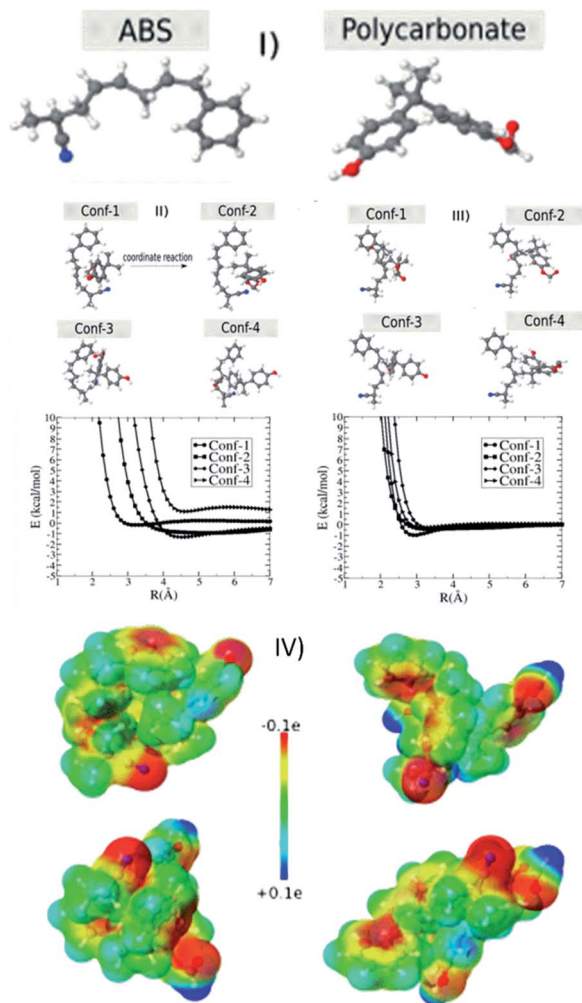 ABS
I)
Polycarbonate
Conf-1
II)
Conf-2
coordinate reaction
Conf-3
Conf-4
Conf-1
III)
Conf-2
Conf-3
Conf-4
E (kcal/mol)
10
9
8
7
6
5
4
3
2
1
0
-1
-2
-3
-4
-5
1
2
3
4
5
6
7
R(Å)
Conf-1
Conf-2
Conf-3
Conf-4
E (kcal/mol)
10
9
8
7
6
5
4
3
2
1
0
-1
-2
-3
-4
-5
1
2
3
4
5
6
7
R(Å)
Conf-1
Conf-2
Conf-3
Conf-4
IV)
-0.1e
+0.1e